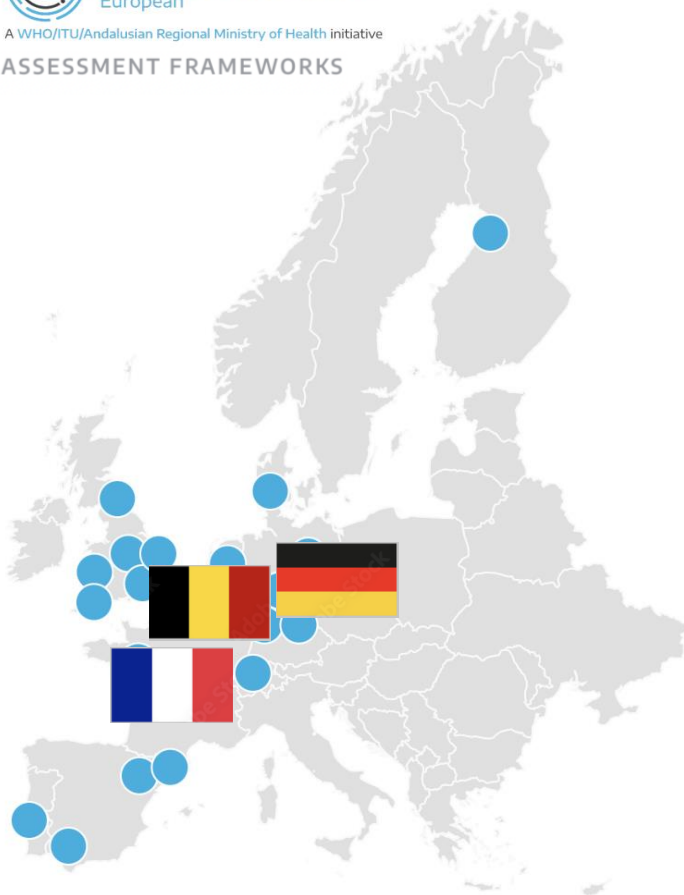 European
A WHO/ITU/Andalusian Regional Ministry of Health initiative
ASSESSMENT FRAMEWORKS